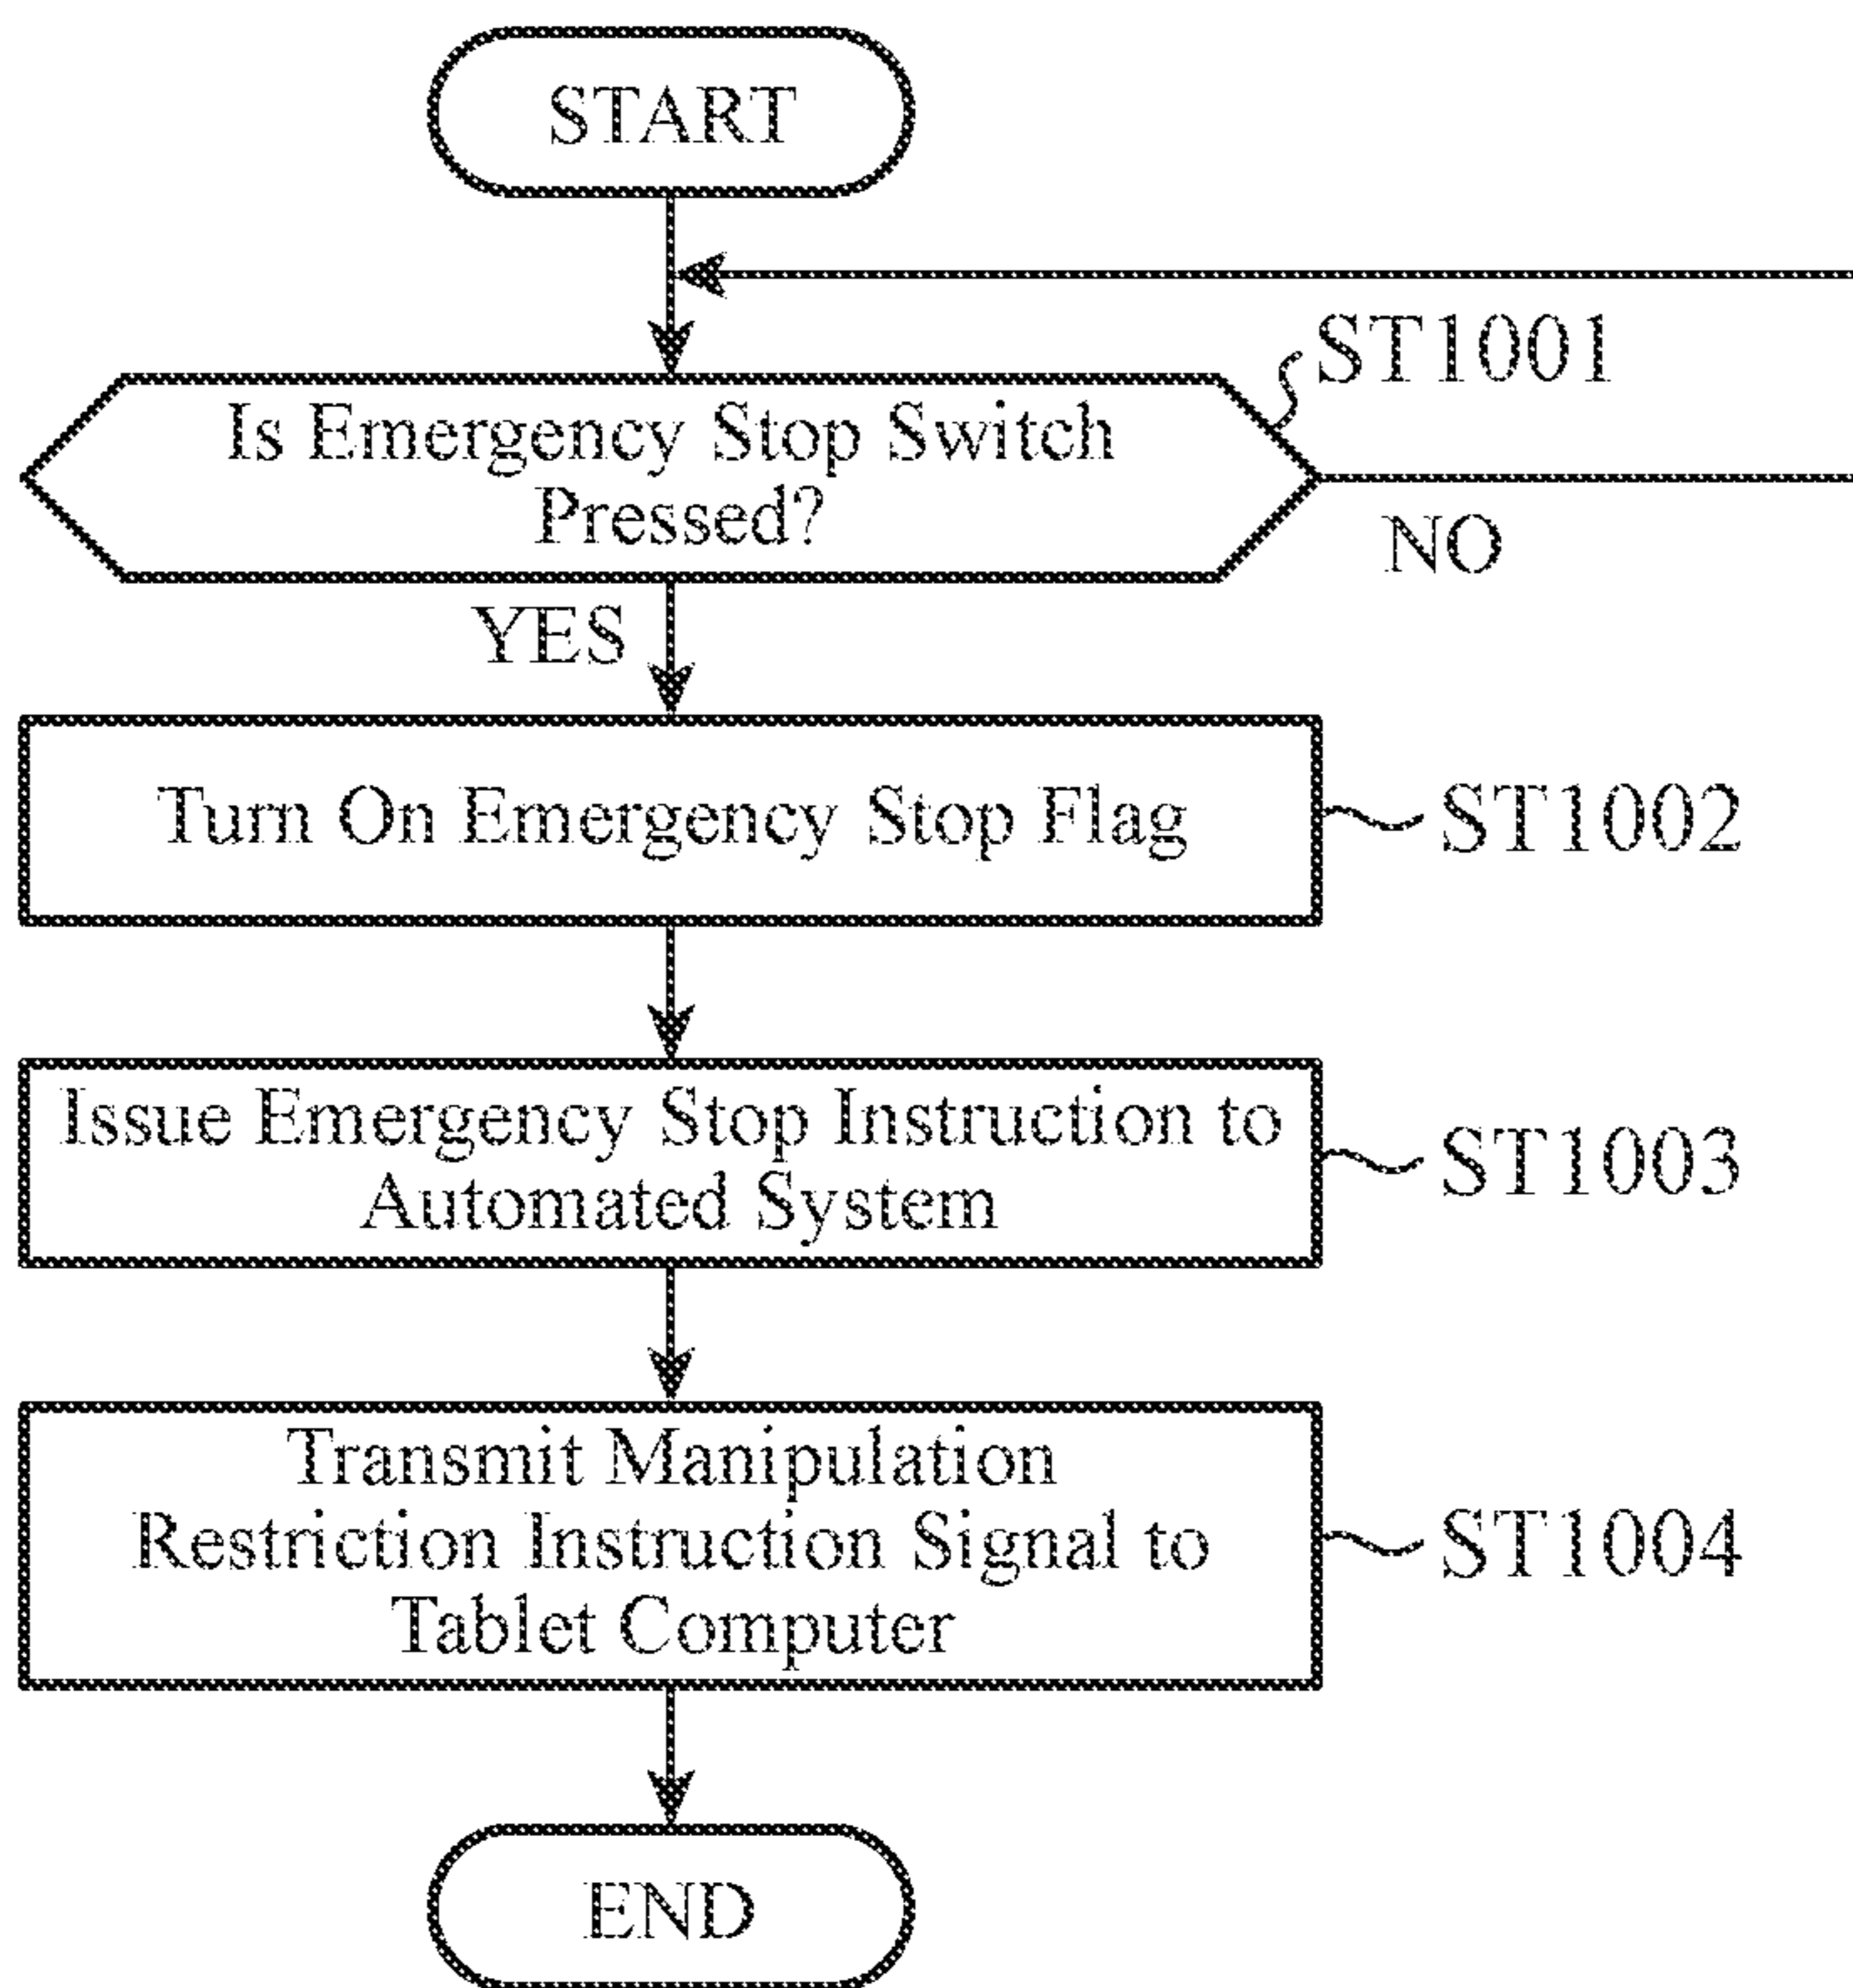 START
ST1001
Is Emergency Stop Switch
Pressed?
NO
YES
Turn On Emergency Stop Flag
ST1002
Issue Emergency Stop Instruction to
Automated System
ST1003
Transmit Manipulation
Restriction Instruction Signal to
Tablet Computer
ST1004
END